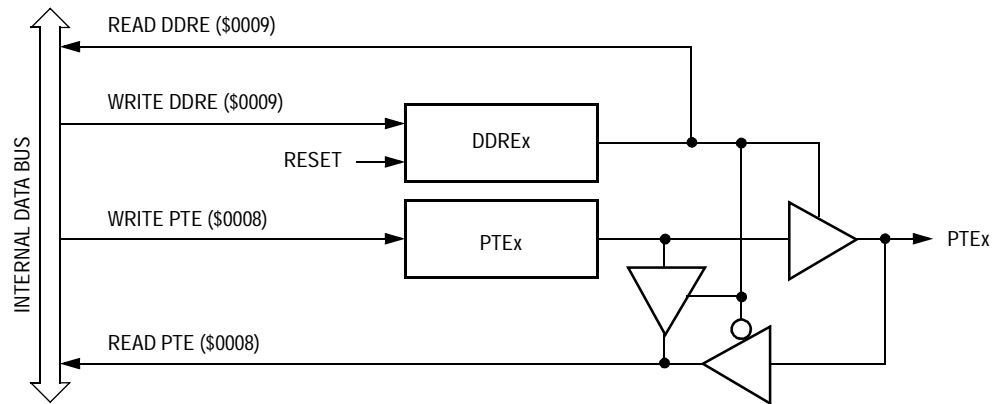 READ DDRE ($0009)
WRITE DDRE ($0009)
DDREx
RESET
WRITE PTE ($0008)
PTEx
PTEx
READ PTE ($0008)
INTERNAL DATA BUS